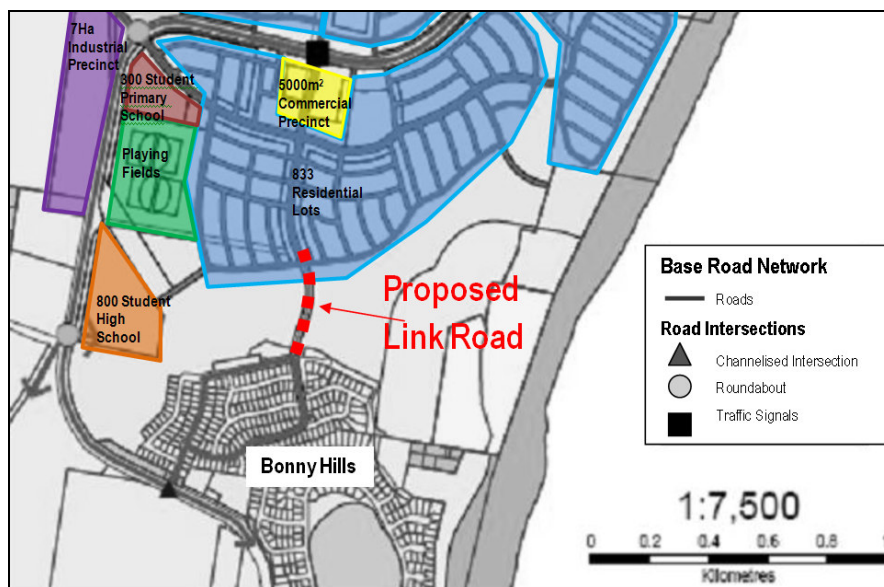 7Ha
Industrial
Precinct
300 Student
Primary
School
5000m²
Commercial
Precinct
Playing
Fields
833
Residential
Lots
800 Student
High
School
Proposed
Link Road
Bonny Hills
Base Road Network
Roads
Road Intersections
Channelised Intersection
Roundabout
Traffic Signals
1:7,500
0 0.2 0.4 0.6 0.8 1
Kilometres